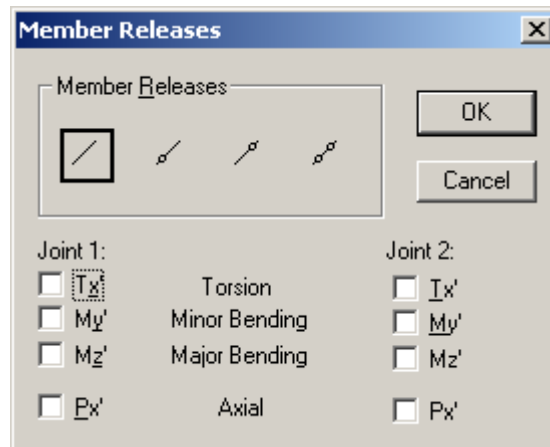 Member Releases
Member Releases
OK
Cancel
Joint 1: Joint 2:
Tx' Torsion Tx'
My' Minor Bending My'
Mz' Major Bending Mz'
Px' Axial Px'